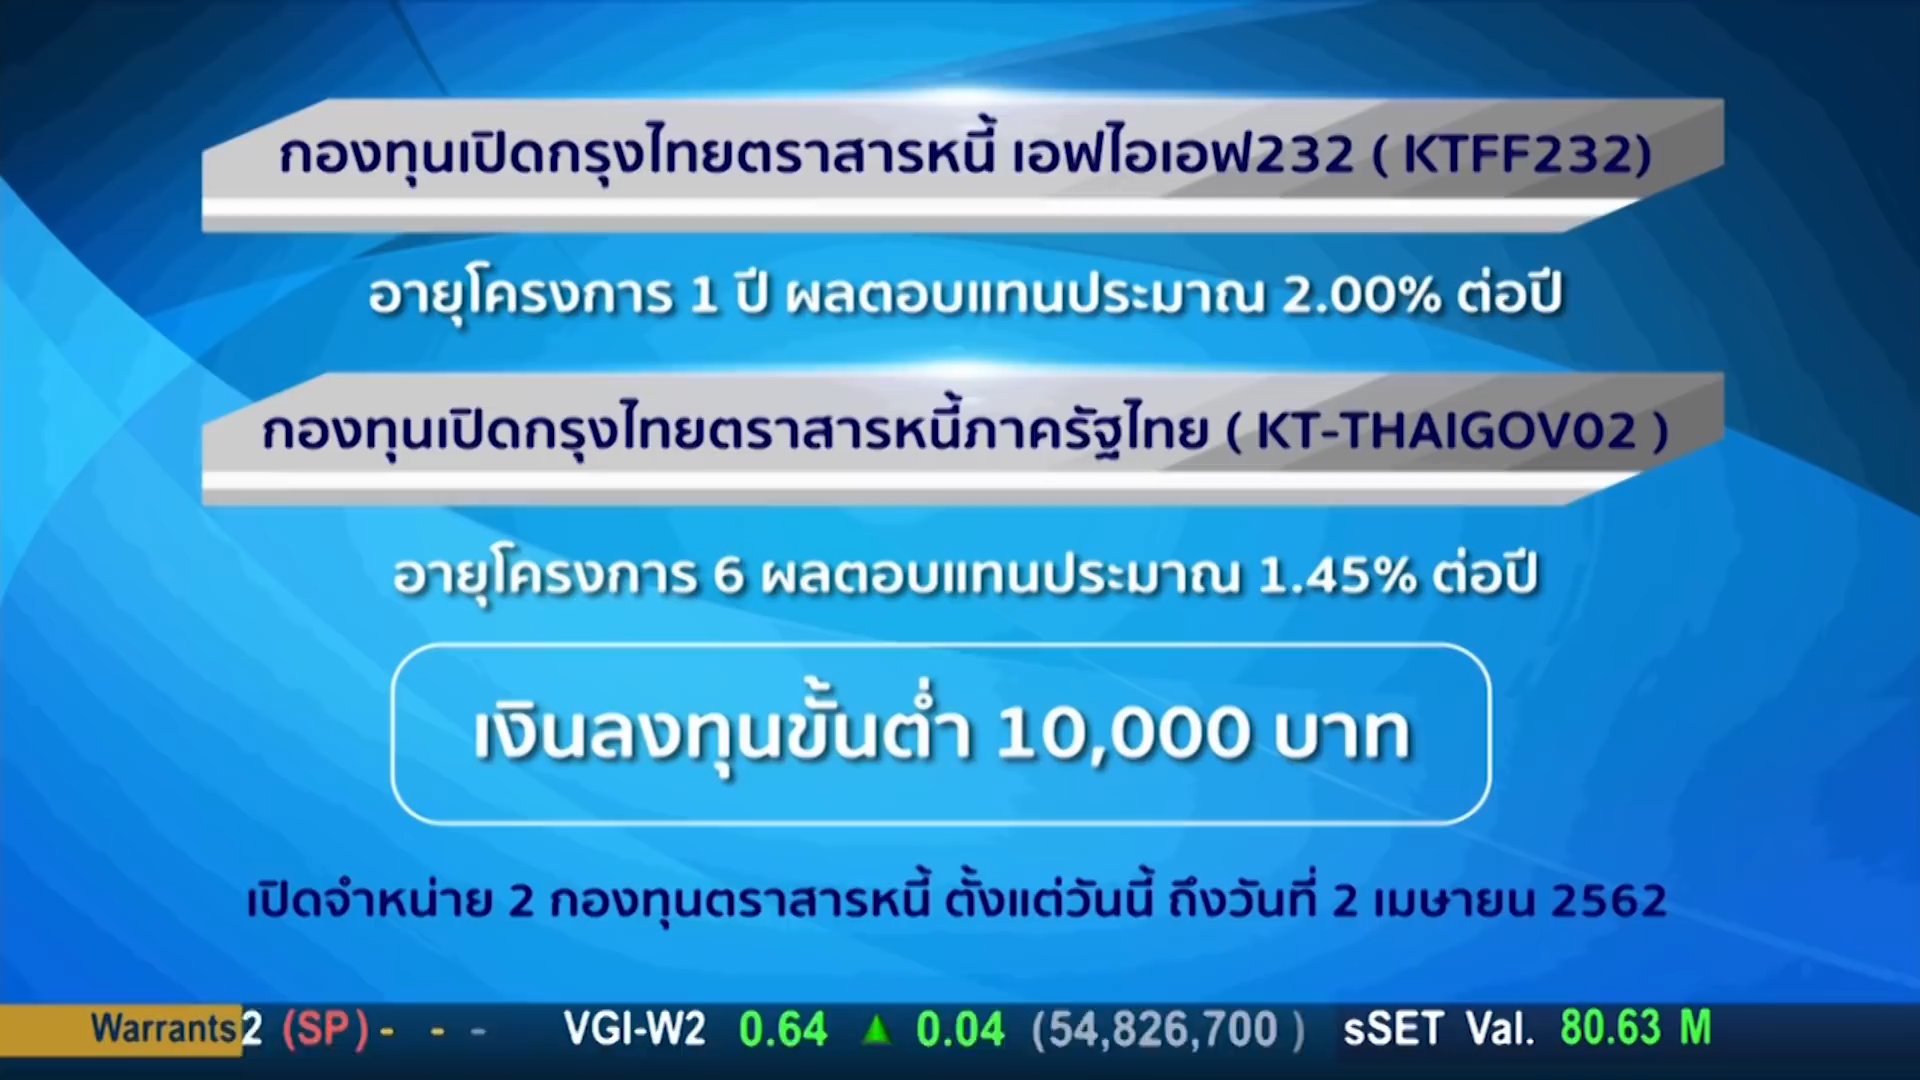 กองทุนเปิดกรุงไทยตราสารหนี้ เอฟไอเอฟ232 ( KTFF232)
อายุโครงการ 1 ปี ผลตอบแทนประมาณ 2.00% ต่อปี
กองทุนเปิดกรุงไทยตราสารหนี้ภาครัฐไทย ( KT-THAIGOV02 )
อายุโครงการ 6 ผลตอบแทนประมาณ 1.45% ต่อปี
เงินลงทุนขั้นต่ำ 10,000 บาท
เปิดจำหน่าย 2 กองทุนตราสารหนี้ ตั้งแต่วันนี้ ถึงวันที่ 2 เมษายน 2562
Warrants 2 (SP) - - - VGI-W2 0.64 ▲ 0.04 (54,826,700 ) sSET Val. 80.63 M